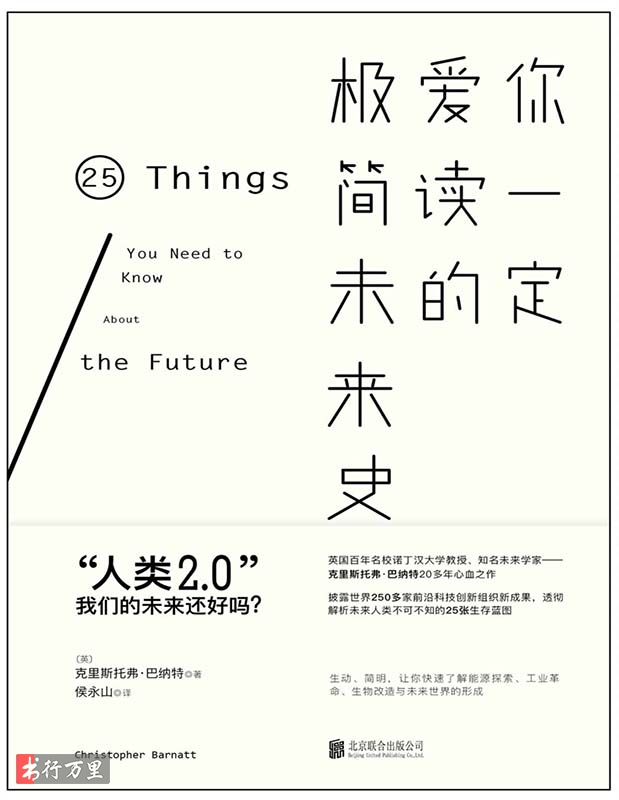 你一定
爱读的
极简未来史
25 Things
You Need to
Know
About
the Future
“人类2.0”
我们的未来还好吗?
英国百年名校诺丁汉大学教授、知名未来学家——
克里斯托弗·巴纳特20多年心血之作
披露世界250多家前沿科技创新组织新成果，透彻
解析未来人类不可不知的25张生存蓝图
〔英〕
克里斯托弗·巴纳特◎著
侯永山◎译
生动、简明，让你快速了解能源探索、工业革
命、生物改造与未来世界的形成
Christopher Barnatt
北京联合出版公司
Beijing United Publishing Co.,Ltd.
书行万里